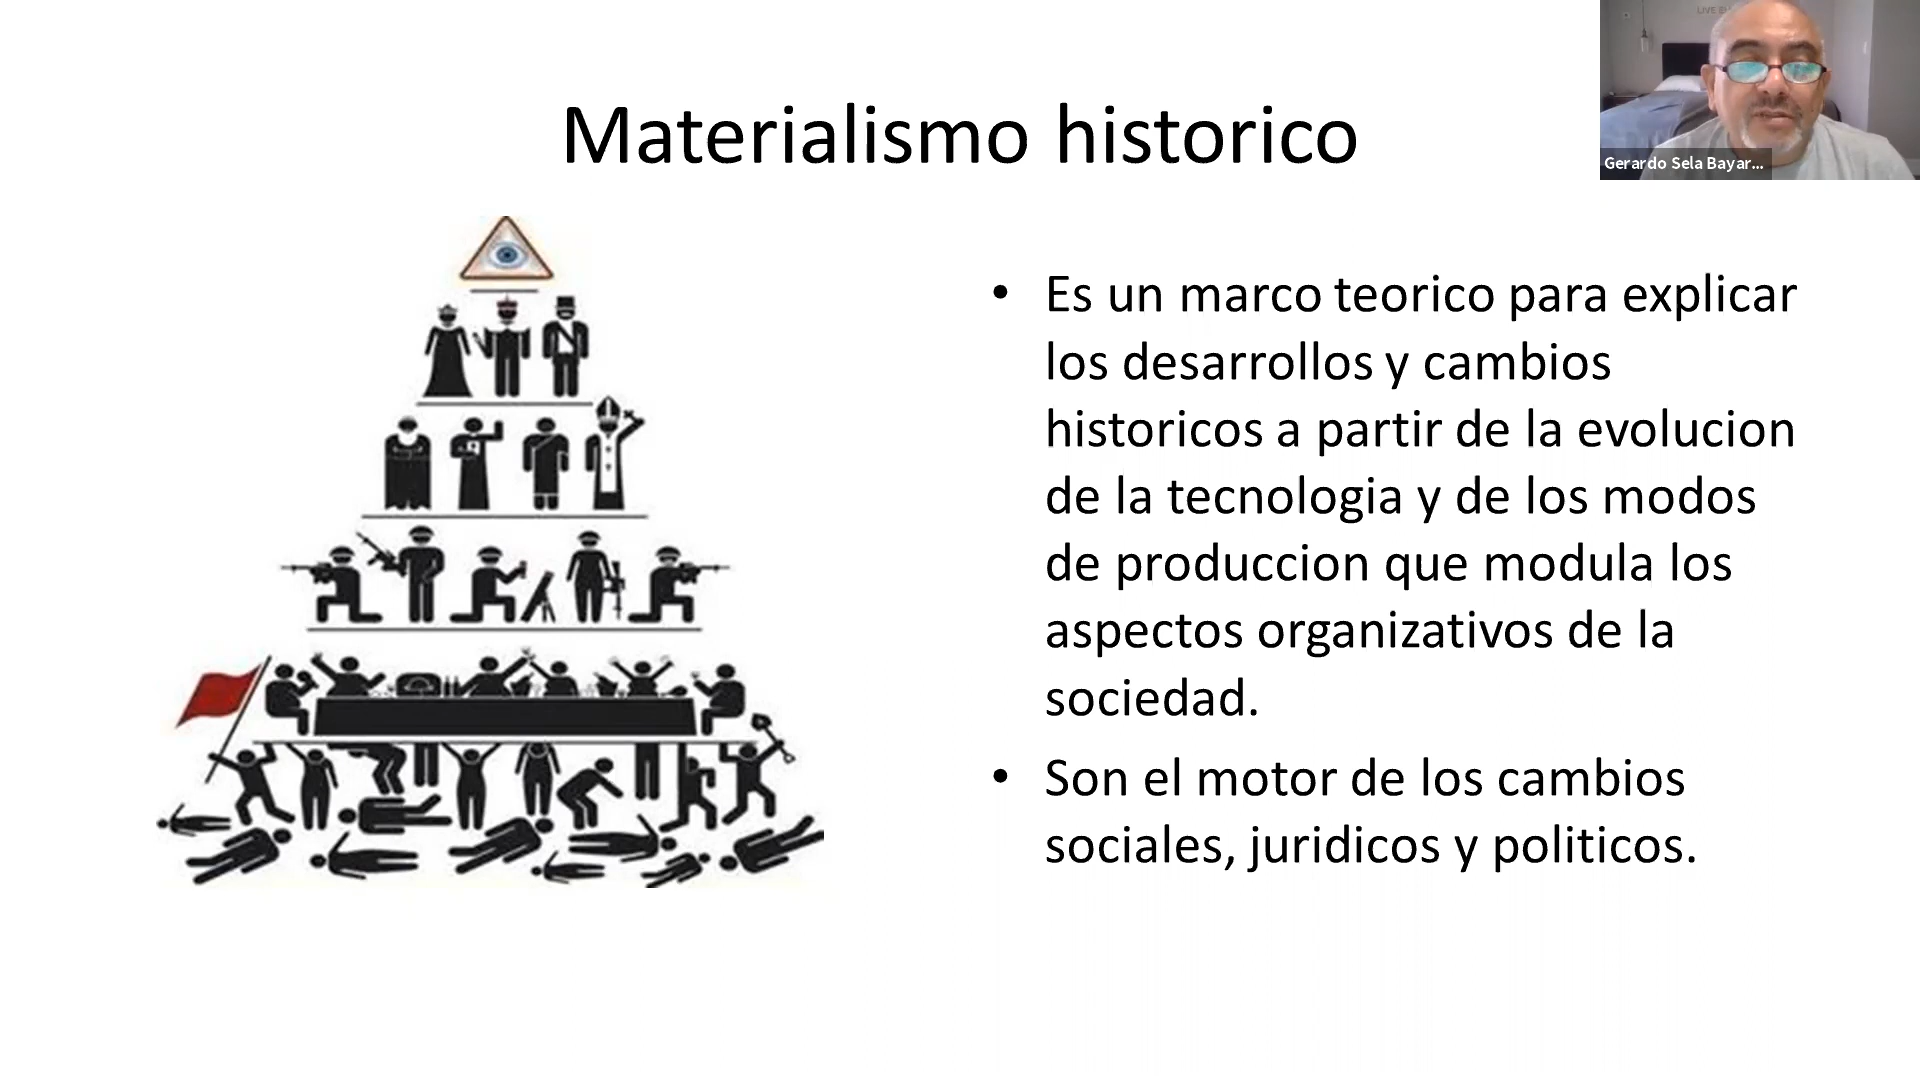 Materialismo historico
LIVE
Gerardo Sela Bayar...
• Es un marco teorico para explicar
los desarrollos y cambios
historicos a partir de la evolucion
de la tecnologia y de los modos
de produccion que modula los
aspectos organizativos de la
sociedad.
• Son el motor de los cambios
sociales, juridicos y politicos.